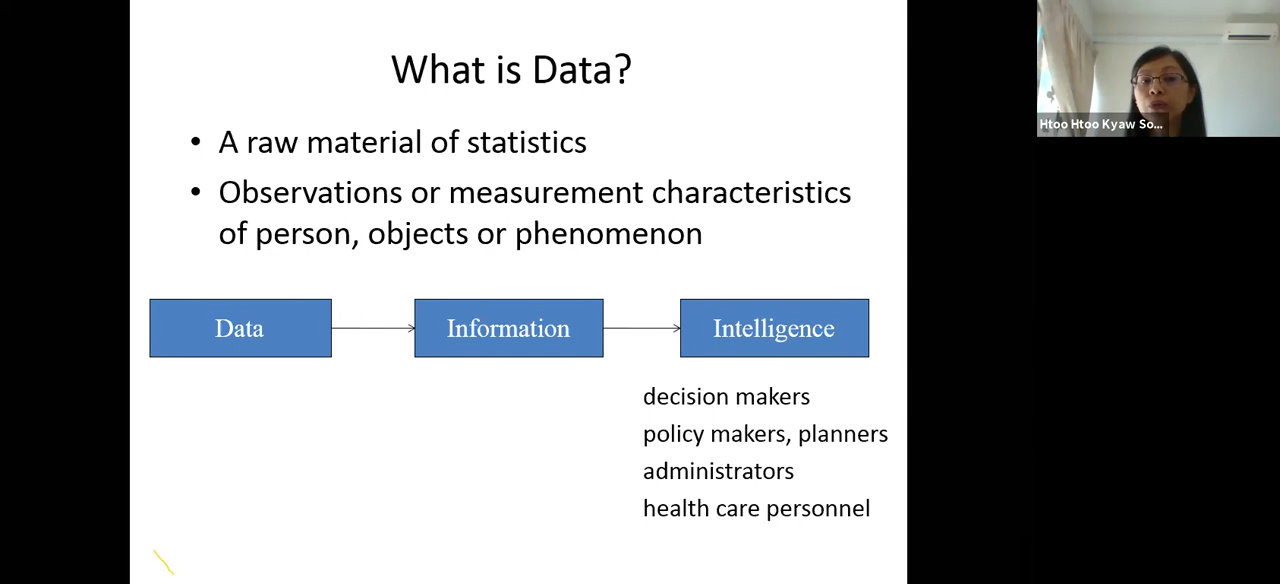 What is Data?
• A raw material of statistics
• Observations or measurement characteristics
of person, objects or phenomenon
Data
Information
Intelligence
decision makers
policy makers, planners
administrators
health care personnel
Htoo Htoo Kyaw So...